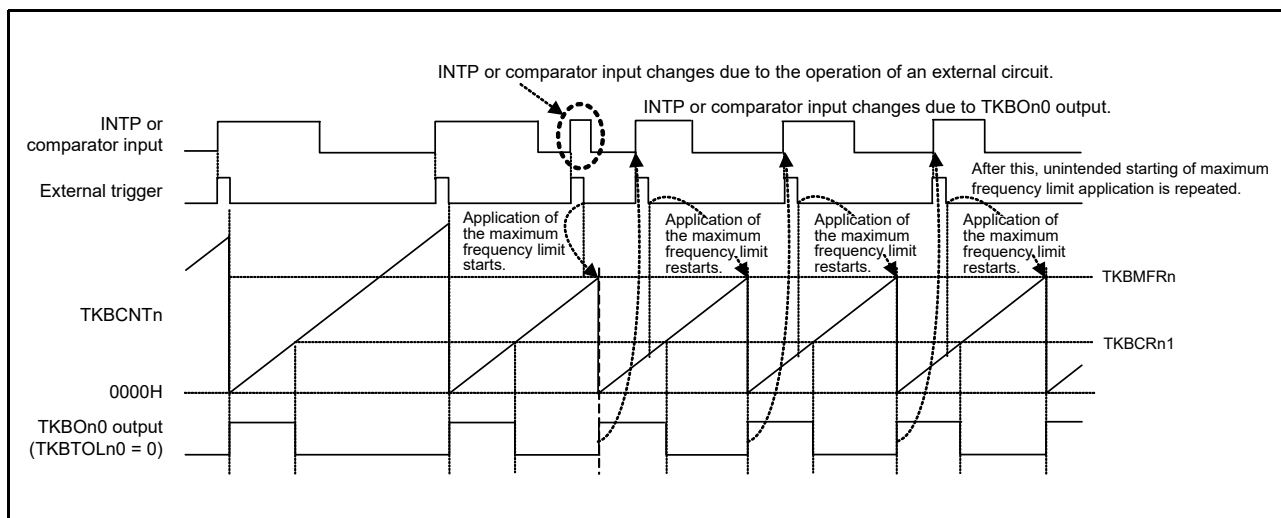 INTP or comparator input changes due to the operation of an external circuit.
INTP or comparator input changes due to TKBOn0 output.
INTP or
comparator input
After this, unintended starting of maximum
frequency limit application is repeated.
External trigger
Application of
the maximum
frequency limit
starts.
Application of
the maximum
frequency limit
restarts.
Application of
the maximum
frequency limit
restarts.
Application of
the maximum
frequency limit
restarts.
TKBMFRn
TKBCNTn
TKBCRn1
0000H
TKBOn0 output
(TKBTOLn0 = 0)